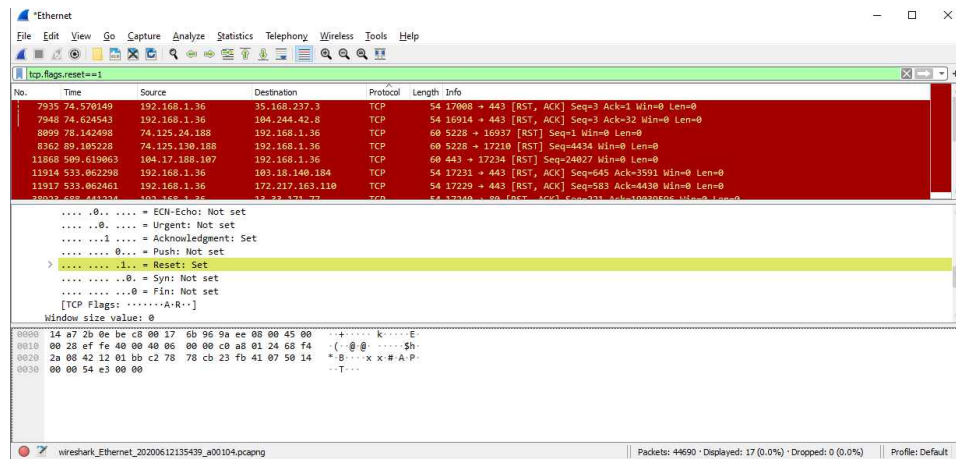 *Ethernet
File Edit View Go Capture Analyze Statistics Telephony Wireless Tools Help
tcp.flags.reset==1
No. Time Source Destination Protocol Length Info
7935 74.570149 192.168.1.36 35.168.237.3 TCP 54 17008 → 443 [RST, ACK] Seq=3 Ack=1 Win=0 Len=0
7948 74.624543 192.168.1.36 104.244.42.8 TCP 54 16914 → 443 [RST, ACK] Seq=3 Ack=32 Win=0 Len=0
8099 78.142498 74.125.24.188 192.168.1.36 TCP 60 5228 → 16937 [RST] Seq=1 Win=0 Len=0
8362 89.105228 74.125.130.188 192.168.1.36 TCP 60 5228 → 17210 [RST] Seq=4434 Win=0 Len=0
11868 509.619063 104.17.188.107 192.168.1.36 TCP 60 443 → 17234 [RST] Seq=24027 Win=0 Len=0
11914 533.062298 192.168.1.36 103.18.140.184 TCP 54 17231 → 443 [RST, ACK] Seq=645 Ack=3591 Win=0 Len=0
11917 533.062461 192.168.1.36 172.217.163.110 TCP 54 17229 → 443 [RST, ACK] Seq=583 Ack=4430 Win=0 Len=0
.... .0.. .... = ECN-Echo: Not set
.... ..0. .... = Urgent: Not set
.... ...1 .... = Acknowledgment: Set
.... .... 0... = Push: Not set
.... .... .1.. = Reset: Set
.... .... ..0. = Syn: Not set
.... .... ...0 = Fin: Not set
[TCP Flags: ·······A·R··]
Window size value: 0
0000 14 a7 2b 0e be c8 00 17 6b 96 9a ee 08 00 45 00 ··+····· k·····E·
0010 00 28 ef fe 40 00 40 06 00 00 c0 a8 01 24 68 f4 ·(··@·@· ·····$h·
0020 2a 08 42 12 01 bb c2 78 78 cb 23 fb 41 07 50 14 *·B····x x·#·A·P·
0030 00 00 54 e3 00 00 ··T···
wireshark_Ethernet_20200612135439_a00104.pcapng Packets: 44690 · Displayed: 17 (0.0%) · Dropped: 0 (0.0%) Profile: Default